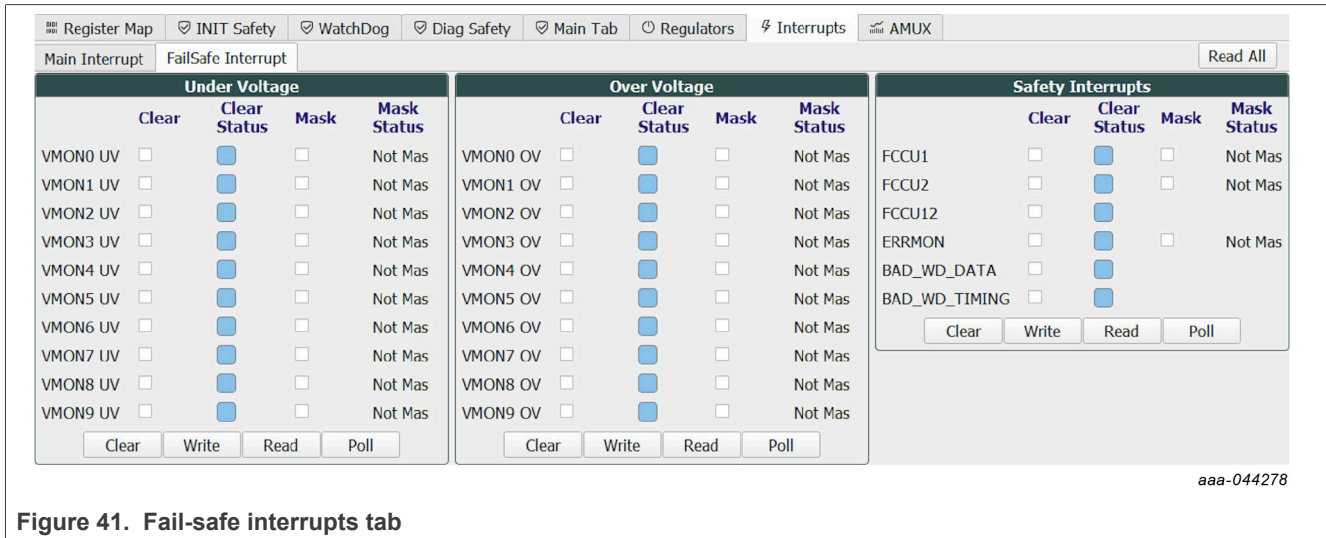 Register Map INIT Safety WatchDog Diag Safety Main Tab Regulators Interrupts AMUX
Main Interrupt FailSafe Interrupt Read All
Under Voltage
Clear Clear Status Mask Mask Status
VMON0 UV Not Mas
VMON1 UV Not Mas
VMON2 UV Not Mas
VMON3 UV Not Mas
VMON4 UV Not Mas
VMON5 UV Not Mas
VMON6 UV Not Mas
VMON7 UV Not Mas
VMON8 UV Not Mas
VMON9 UV Not Mas
Clear Write Read Poll
Over Voltage
Clear Clear Status Mask Mask Status
VMON0 OV Not Mas
VMON1 OV Not Mas
VMON2 OV Not Mas
VMON3 OV Not Mas
VMON4 OV Not Mas
VMON5 OV Not Mas
VMON6 OV Not Mas
VMON7 OV Not Mas
VMON8 OV Not Mas
VMON9 OV Not Mas
Clear Write Read Poll
Safety Interrupts
Clear Clear Status Mask Mask Status
FCCU1 Not Mas
FCCU2 Not Mas
FCCU12
ERRMON Not Mas
BAD_WD_DATA
BAD_WD_TIMING
Clear Write Read Poll
aaa-044278
Figure 41. Fail-safe interrupts tab